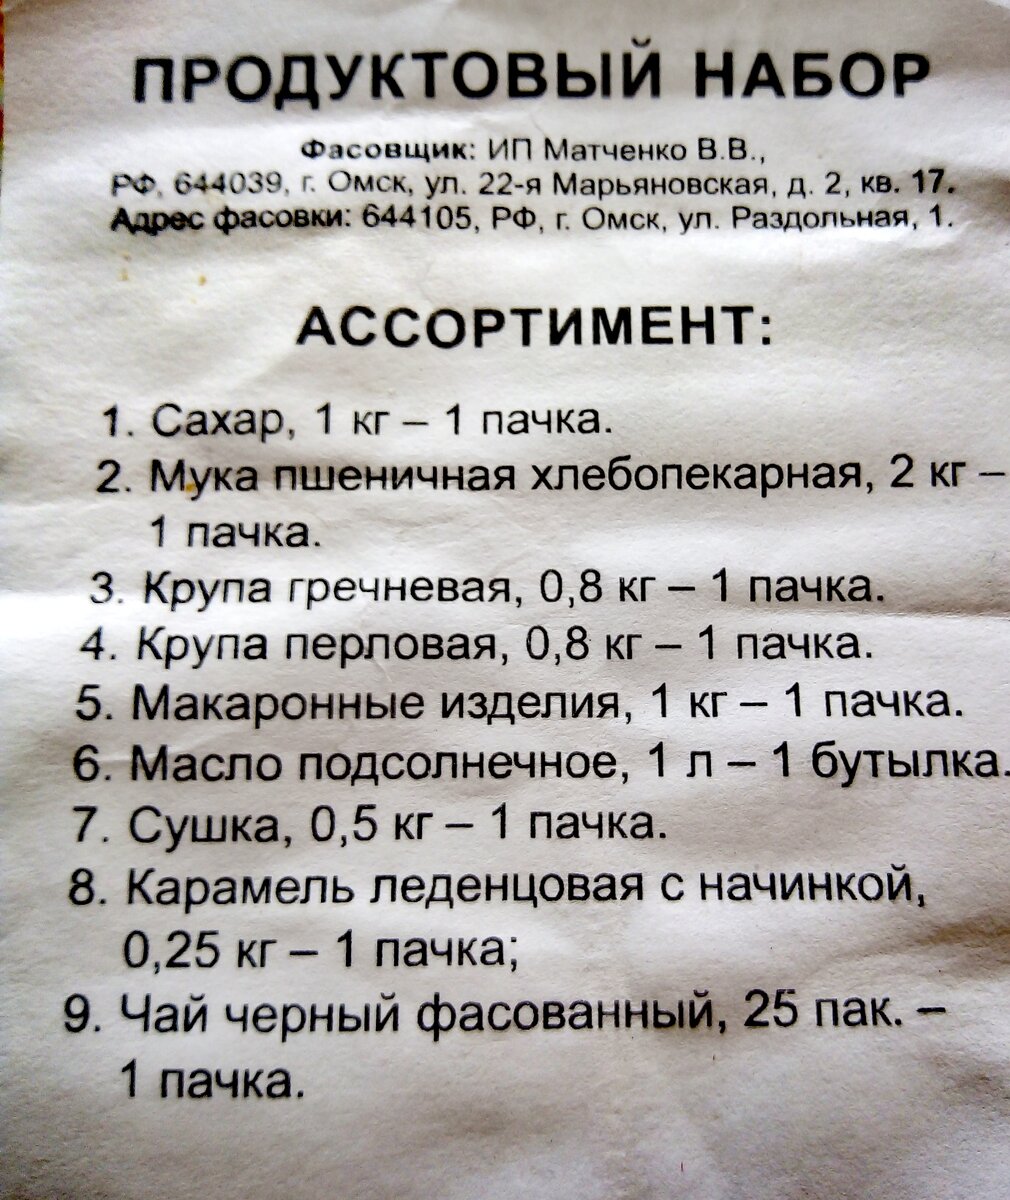 ПРОДУКТОВЫЙ НАБОР
Фасовщик: ИП Матченко В.В.,
РФ, 644039, г. Омск, ул. 22-я Марьяновская, д. 2, кв. 17.
Адрес фасовки: 644105, РФ, г. Омск, ул. Раздольная, 1.
АССОРТИМЕНТ:
1. Сахар, 1 кг – 1 пачка.
2. Мука пшеничная хлебопекарная, 2 кг –
1 пачка.
3. Крупа гречневая, 0,8 кг – 1 пачка.
4. Крупа перловая, 0,8 кг – 1 пачка.
5. Макаронные изделия, 1 кг – 1 пачка.
6. Масло подсолнечное, 1 л – 1 бутылка.
7. Сушка, 0,5 кг – 1 пачка.
8. Карамель леденцовая с начинкой,
0,25 кг – 1 пачка;
9. Чай черный фасованный, 25 пак. –
1 пачка.